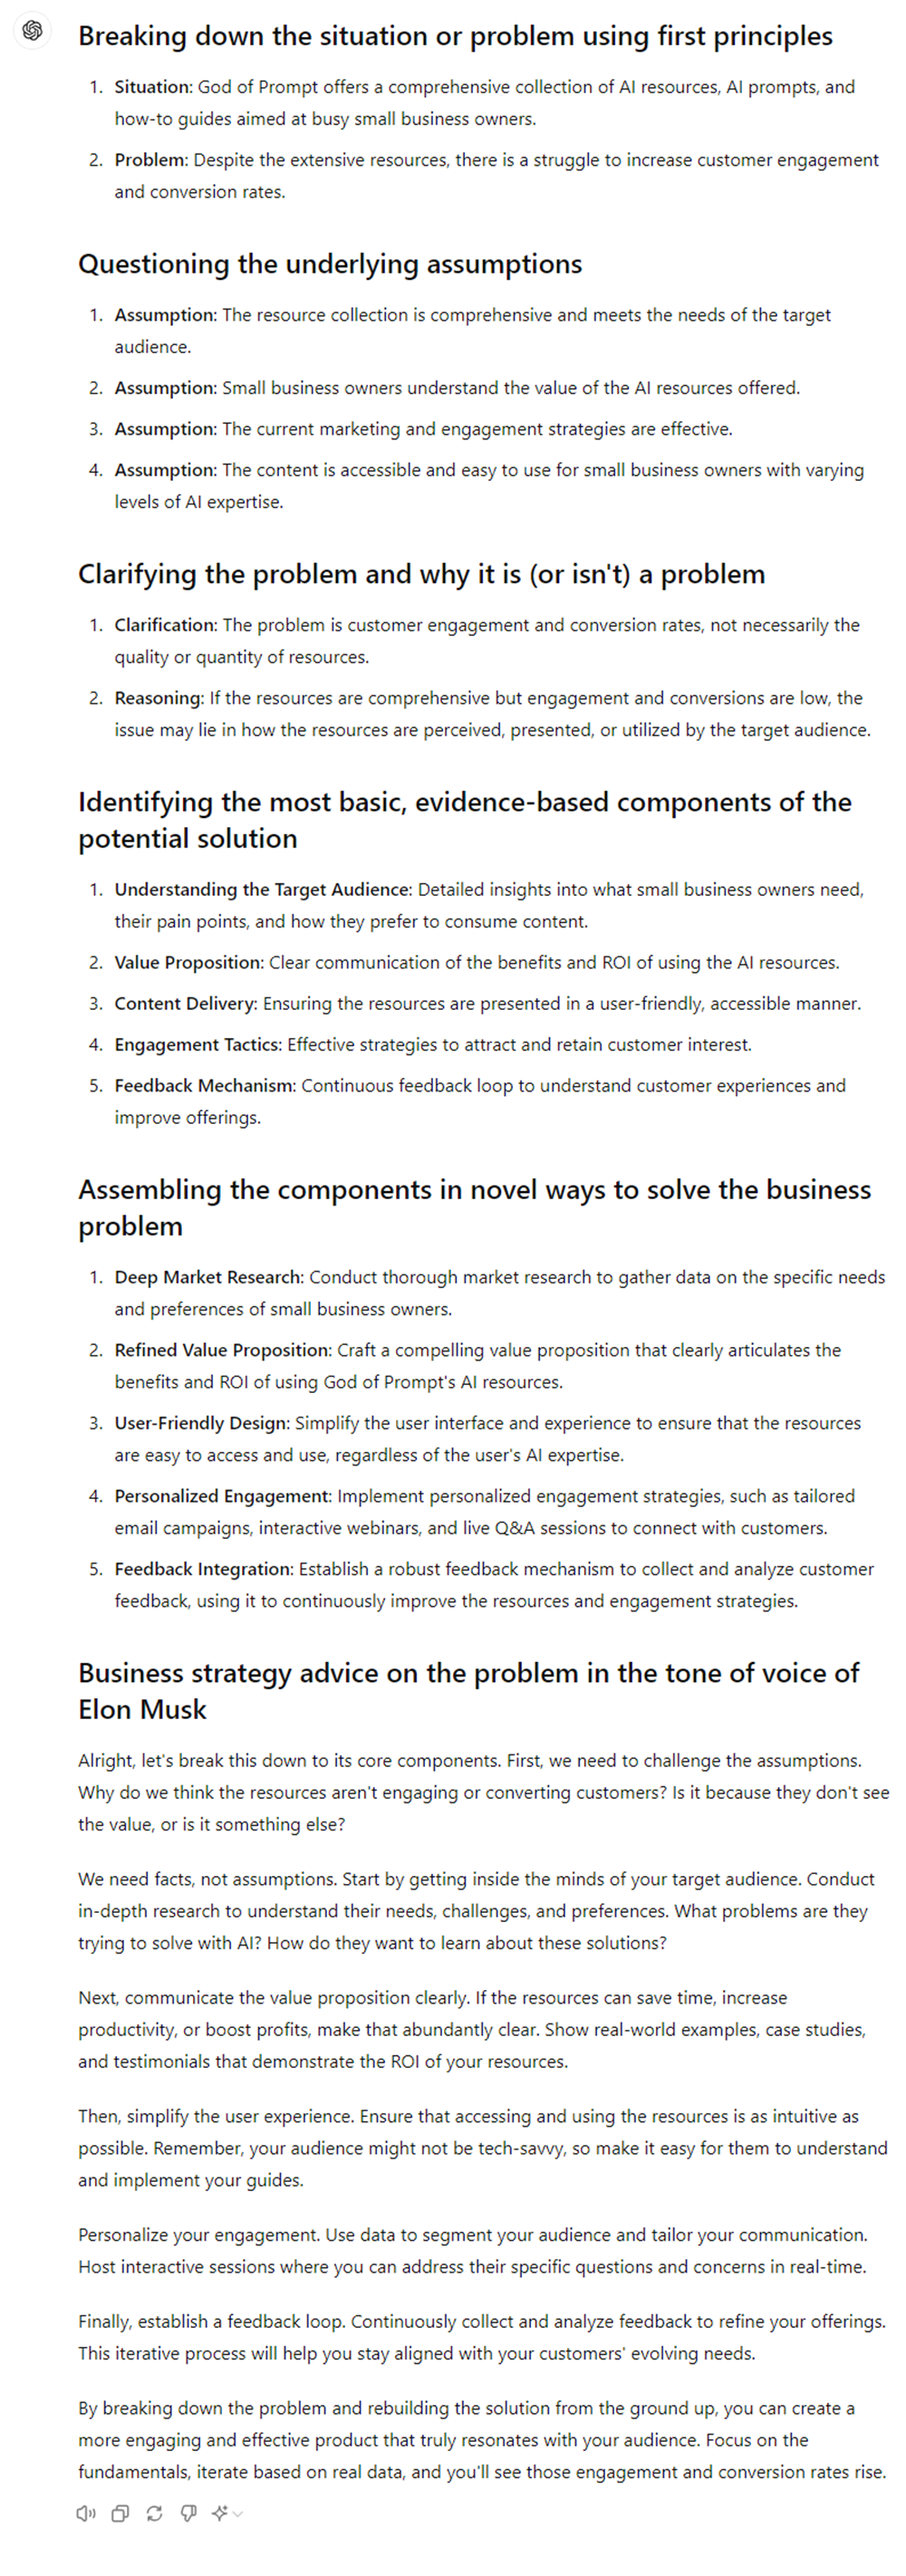 Breaking down the situation or problem using first principles
1. Situation: God of Prompt offers a comprehensive collection of AI resources, AI prompts, and
how-to guides aimed at busy small business owners.
2. Problem: Despite the extensive resources, there is a struggle to increase customer engagement
and conversion rates.
Questioning the underlying assumptions
1. Assumption: The resource collection is comprehensive and meets the needs of the target
audience.
2. Assumption: Small business owners understand the value of the AI resources offered.
3. Assumption: The current marketing and engagement strategies are effective.
4. Assumption: The content is accessible and easy to use for small business owners with varying
levels of AI expertise.
Clarifying the problem and why it is (or isn't) a problem
1. Clarification: The problem is customer engagement and conversion rates, not necessarily the
quality or quantity of resources.
2. Reasoning: If the resources are comprehensive but engagement and conversions are low, the
issue may lie in how the resources are perceived, presented, or utilized by the target audience.
Identifying the most basic, evidence-based components of the
potential solution
1. Understanding the Target Audience: Detailed insights into what small business owners need,
their pain points, and how they prefer to consume content.
2. Value Proposition: Clear communication of the benefits and ROI of using the AI resources.
3. Content Delivery: Ensuring the resources are presented in a user-friendly, accessible manner.
4. Engagement Tactics: Effective strategies to attract and retain customer interest.
5. Feedback Mechanism: Continuous feedback loop to understand customer experiences and
improve offerings.
Assembling the components in novel ways to solve the business
problem
1. Deep Market Research: Conduct thorough market research to gather data on the specific needs
and preferences of small business owners.
2. Refined Value Proposition: Craft a compelling value proposition that clearly articulates the
benefits and ROI of using God of Prompt's AI resources.
3. User-Friendly Design: Simplify the user interface and experience to ensure that the resources
are easy to access and use, regardless of the user's AI expertise.
4. Personalized Engagement: Implement personalized engagement strategies, such as tailored
email campaigns, interactive webinars, and live Q&A sessions to connect with customers.
5. Feedback Integration: Establish a robust feedback mechanism to collect and analyze customer
feedback, using it to continuously improve the resources and engagement strategies.
Business strategy advice on the problem in the tone of voice of
Elon Musk
Alright, let's break this down to its core components. First, we need to challenge the assumptions.
Why do we think the resources aren't engaging or converting customers? Is it because they don't see
the value, or is it something else?
We need facts, not assumptions. Start by getting inside the minds of your target audience. Conduct
in-depth research to understand their needs, challenges, and preferences. What problems are they
trying to solve with AI? How do they want to learn about these solutions?
Next, communicate the value proposition clearly. If the resources can save time, increase
productivity, or boost profits, make that abundantly clear. Show real-world examples, case studies,
and testimonials that demonstrate the ROI of your resources.
Then, simplify the user experience. Ensure that accessing and using the resources is as intuitive as
possible. Remember, your audience might not be tech-savvy, so make it easy for them to understand
and implement your guides.
Personalize your engagement. Use data to segment your audience and tailor your communication.
Host interactive sessions where you can address their specific questions and concerns in real-time.
Finally, establish a feedback loop. Continuously collect and analyze feedback to refine your offerings.
This iterative process will help you stay aligned with your customers' evolving needs.
By breaking down the problem and rebuilding the solution from the ground up, you can create a
more engaging and effective product that truly resonates with your audience. Focus on the
fundamentals, iterate based on real data, and you'll see those engagement and conversion rates rise.